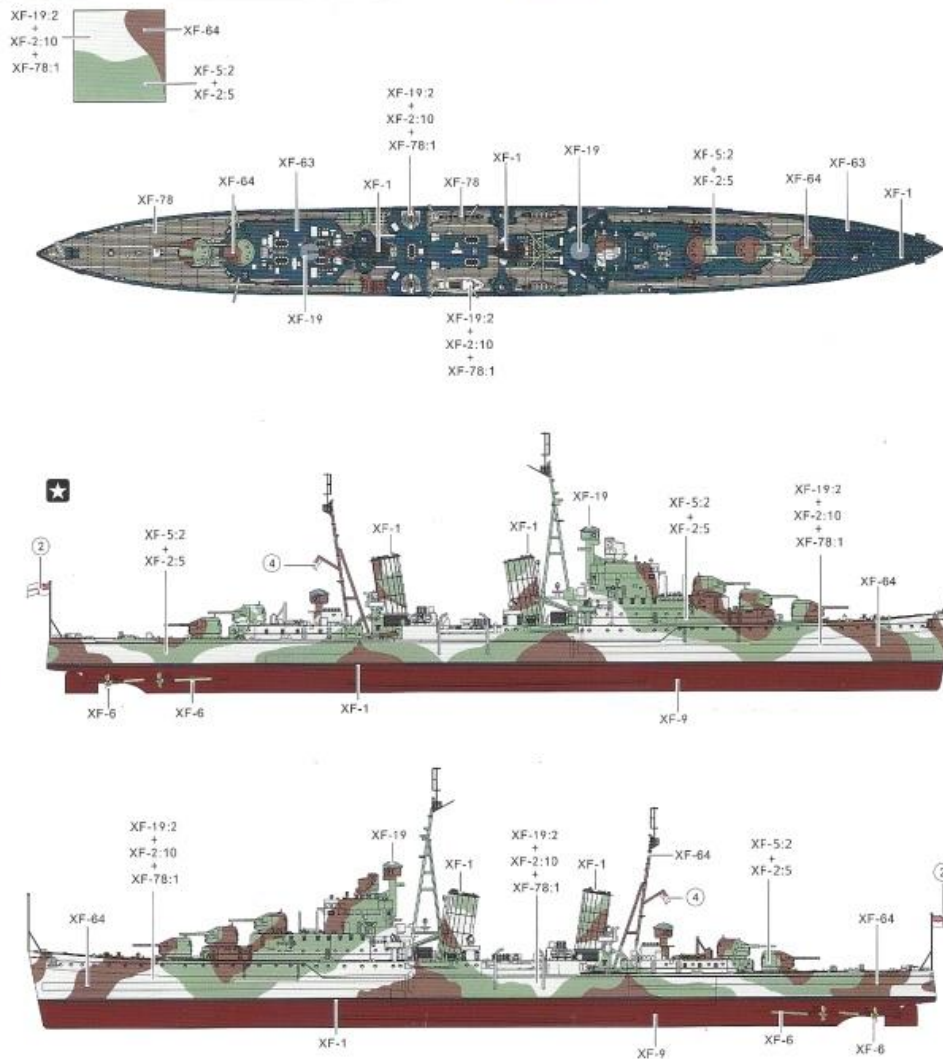 XF-19:2
+
XF-2:10
+
XF-78:1
XF-64
XF-5:2
+
XF-2:5
XF-19:2
+
XF-2:10
+
XF-78:1
XF-78
XF-64
XF-63
XF-1
XF-78
XF-1
XF-19
XF-5:2
+
XF-2:5
XF-64
XF-63
XF-1
XF-19
XF-19:2
+
XF-2:10
+
XF-78:1
2
XF-5:2
+
XF-2:5
4
XF-1
XF-1
XF-19
XF-5:2
+
XF-2:5
XF-19:2
+
XF-2:10
+
XF-78:1
XF-64
XF-6
XF-6
XF-1
XF-9
XF-64
XF-19:2
+
XF-2:10
+
XF-78:1
XF-19
XF-1
XF-19:2
+
XF-2:10
+
XF-78:1
XF-1
XF-64
4
XF-5:2
+
XF-2:5
XF-64
2
XF-1
XF-9
XF-6
XF-6